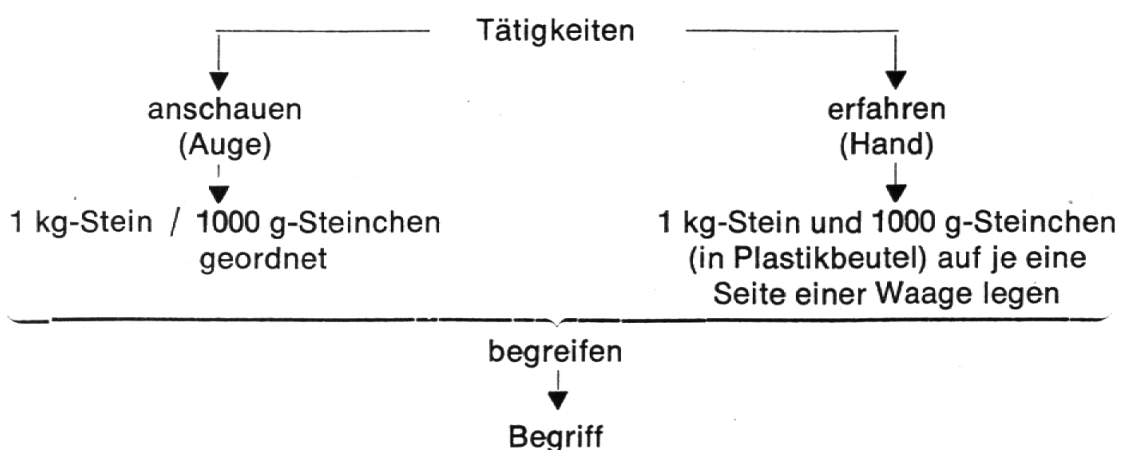 Tätigkeiten
anschauen
(Auge)
erfahren
(Hand)
1 kg-Stein / 1000 g-Steinchen
geordnet
1 kg-Stein und 1000 g-Steinchen
(in Plastikbeutel) auf je eine
Seite einer Waage legen
begreifen
Begriff